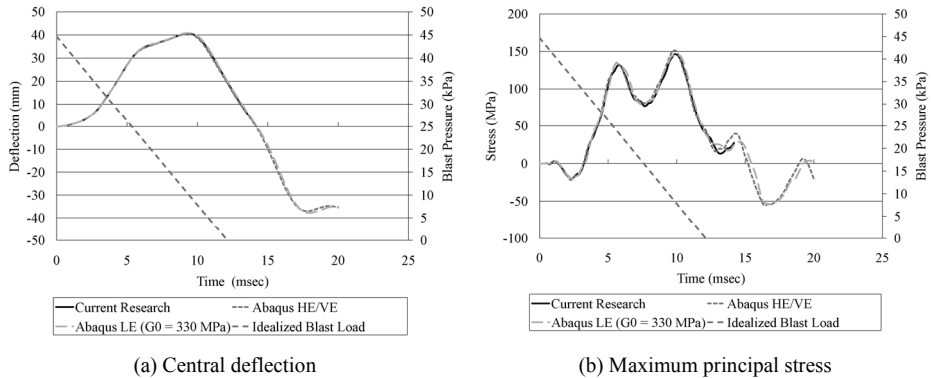 50
40
30
20
10
0
-10
-20
-30
-40
-50
Deflection (mm)
50
45
40
35
30
25
20
15
10
5
0
Blast Pressure (kPa)
0 5 10 15 20 25
Time (msec)
Current Research
Abaqus HE/VE
Abaqus LE (G0 = 330 MPa)
Idealized Blast Load
(a) Central deflection
200
150
100
50
0
-50
-100
Stress (MPa)
50
45
40
35
30
25
20
15
10
5
0
Blast Pressure (kPa)
0 5 10 15 20 25
Time (msec)
Current Research
Abaqus HE/VE
Abaqus LE (G0 = 330 MPa)
Idealized Blast Load
(b) Maximum principal stress